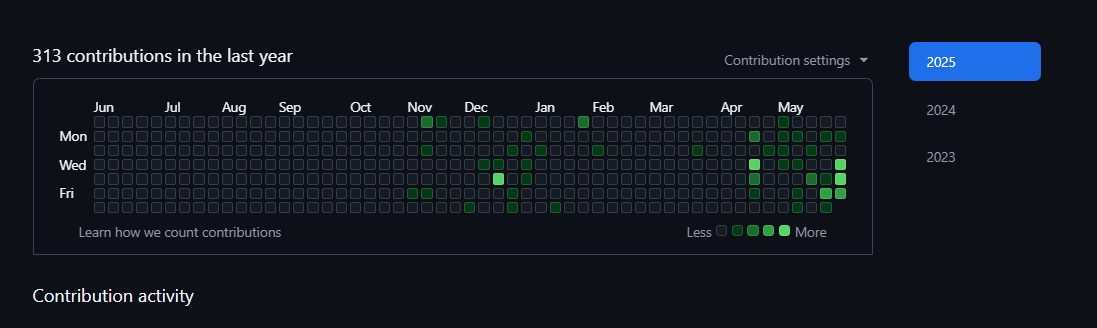 313 contributions in the last year
Contribution settings
2025
2024
2023
Jun Jul Aug Sep Oct Nov Dec Jan Feb Mar Apr May
Mon
Wed
Fri
Learn how we count contributions
Less More
Contribution activity